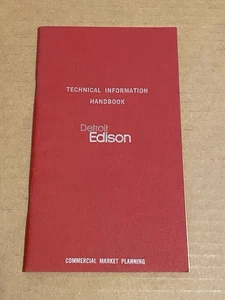 TECHNICAL INFORMATION
HANDBOOK
Detroit
Edison
COMMERCIAL MARKET PLANNING